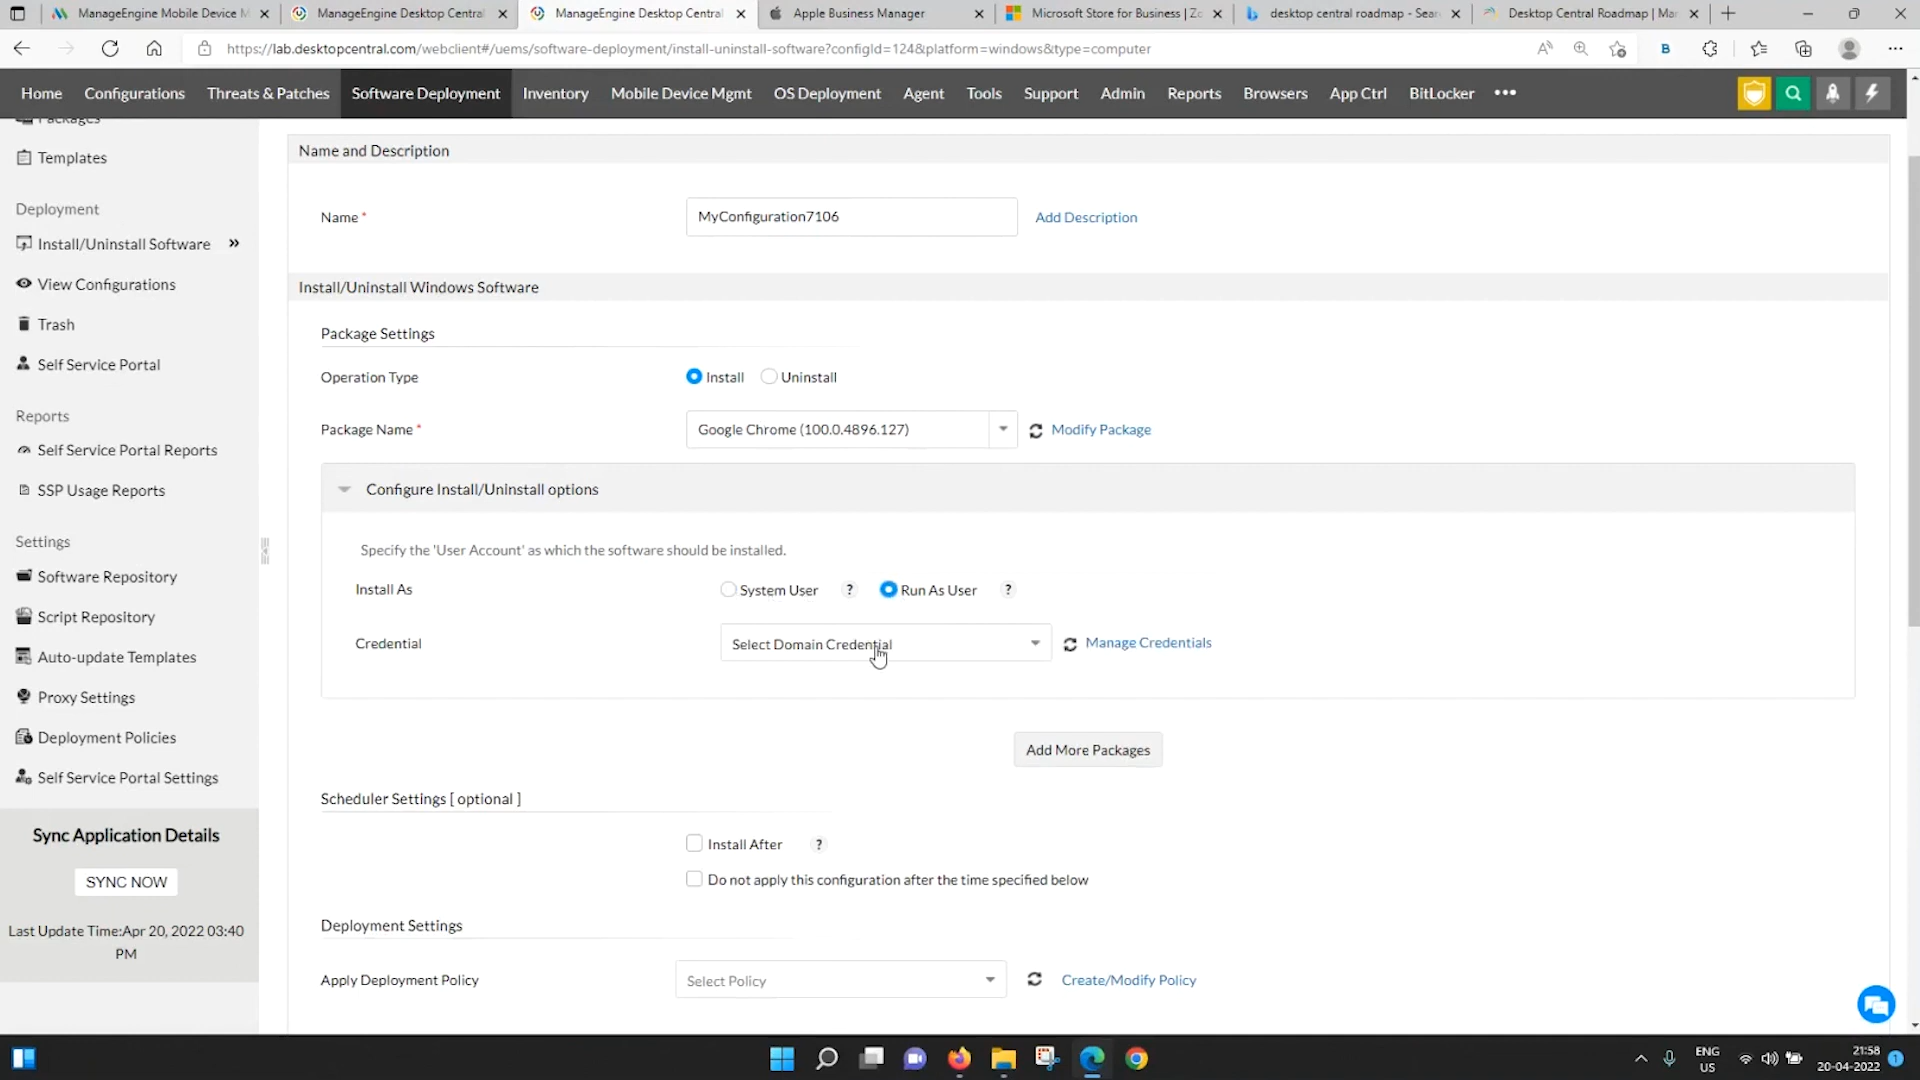 ManageEngine Mobile Device M
ManageEngine Desktop Central
ManageEngine Desktop Central
Apple Business Manager
Microsoft Store for Business | Zo
desktop central roadmap - Sear
Desktop Central Roadmap | Man
https://lab.desktopcentral.com/webclient#/uems/software-deployment/install-uninstall-software?configId=124&platform=windows&type=computer
Home
Configurations
Threats & Patches
Software Deployment
Inventory
Mobile Device Mgmt
OS Deployment
Agent
Tools
Support
Admin
Reports
Browsers
App Ctrl
BitLocker
Packages
Templates
Deployment
Install/Uninstall Software
View Configurations
Trash
Self Service Portal
Reports
Self Service Portal Reports
SSP Usage Reports
Settings
Software Repository
Script Repository
Auto-update Templates
Proxy Settings
Deployment Policies
Self Service Portal Settings
Sync Application Details
SYNC NOW
Last Update Time:Apr 20, 2022 03:40
PM
Name and Description
Name *
MyConfiguration7106
Add Description
Install/Uninstall Windows Software
Package Settings
Operation Type
Install
Uninstall
Package Name *
Google Chrome (100.0.4896.127)
Modify Package
Configure Install/Uninstall options
Specify the 'User Account' as which the software should be installed.
Install As
System User
?
Run As User
?
Credential
Select Domain Credential
Manage Credentials
Add More Packages
Scheduler Settings [ optional ]
Install After
?
Do not apply this configuration after the time specified below
Deployment Settings
Apply Deployment Policy
Select Policy
Create/Modify Policy
ENG
US
21:58
20-04-2022
1